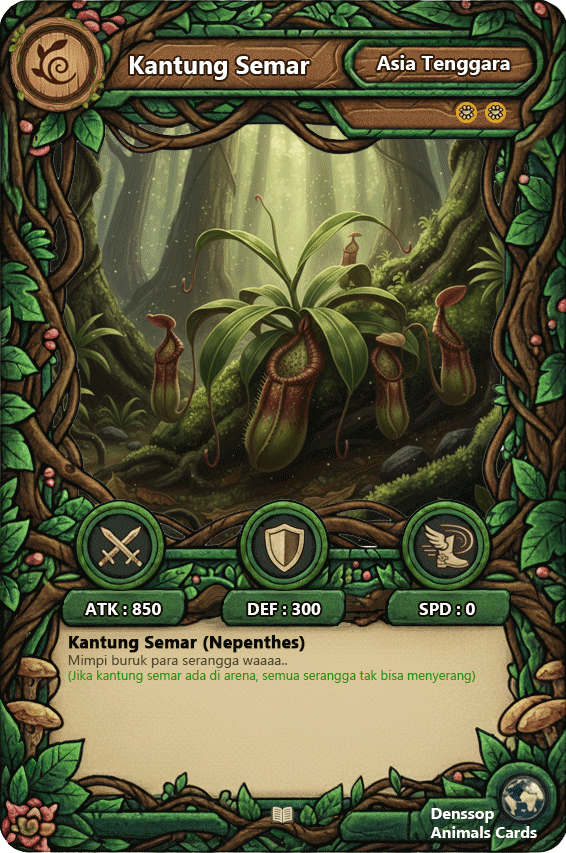 Kantung Semar
Asia Tenggara
ATK : 850
DEF : 300
SPD : 0
Kantung Semar (Nepenthes)
Mimpi buruk para serangga waaaa..
(Jika kantung semar ada di arena, semua serangga tak bisa menyerang)
Denssop
Animals Cards